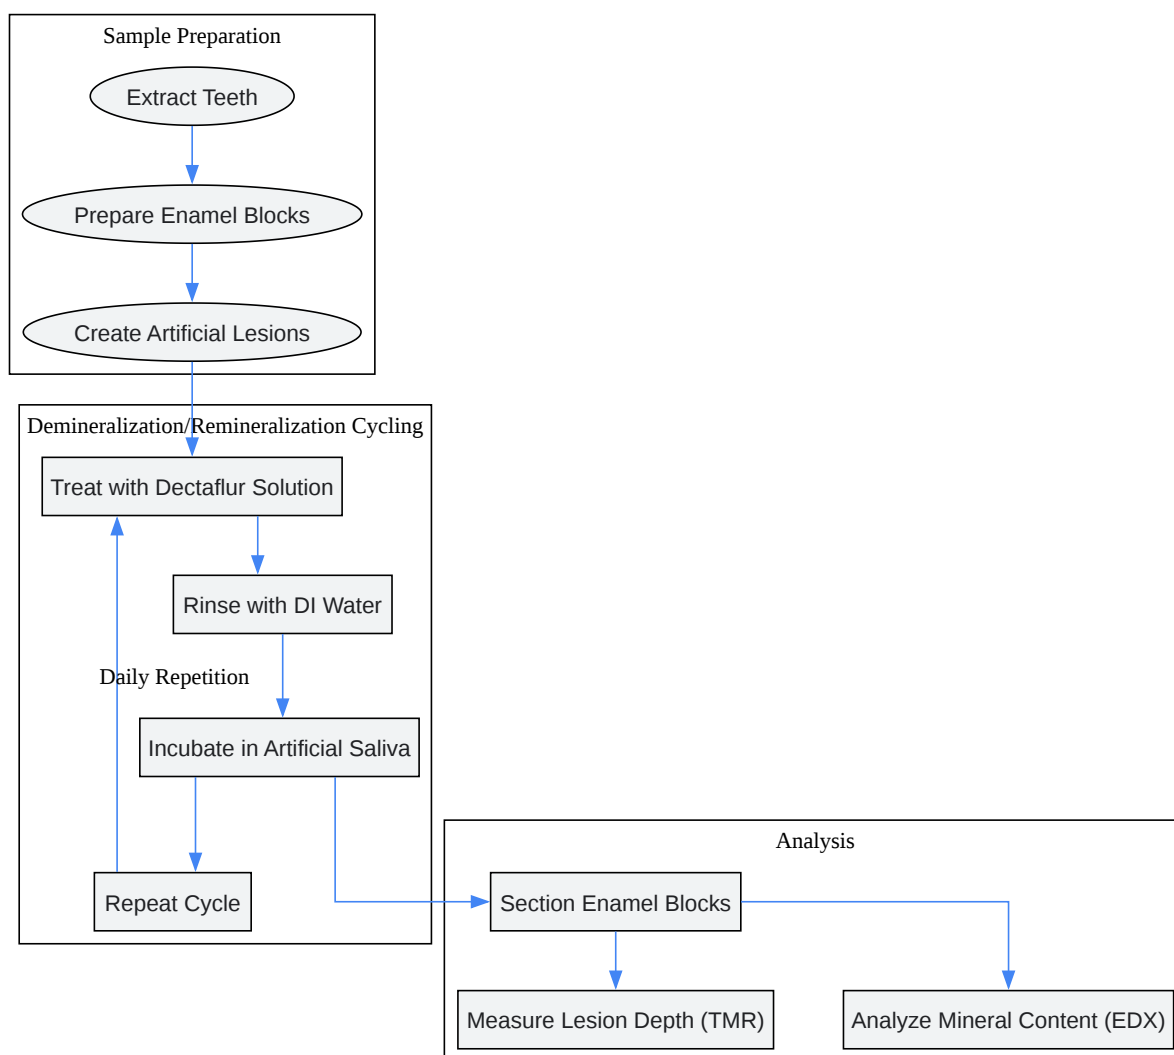 Sample Preparation
Extract Teeth
Prepare Enamel Blocks
Create Artificial Lesions
Demineralization/Remineralization Cycling
Treat with Dectaflur Solution
Rinse with DI Water
Daily Repetition
Incubate in Artificial Saliva
Repeat Cycle
Analysis
Section Enamel Blocks
Measure Lesion Depth (TMR)
Analyze Mineral Content (EDX)